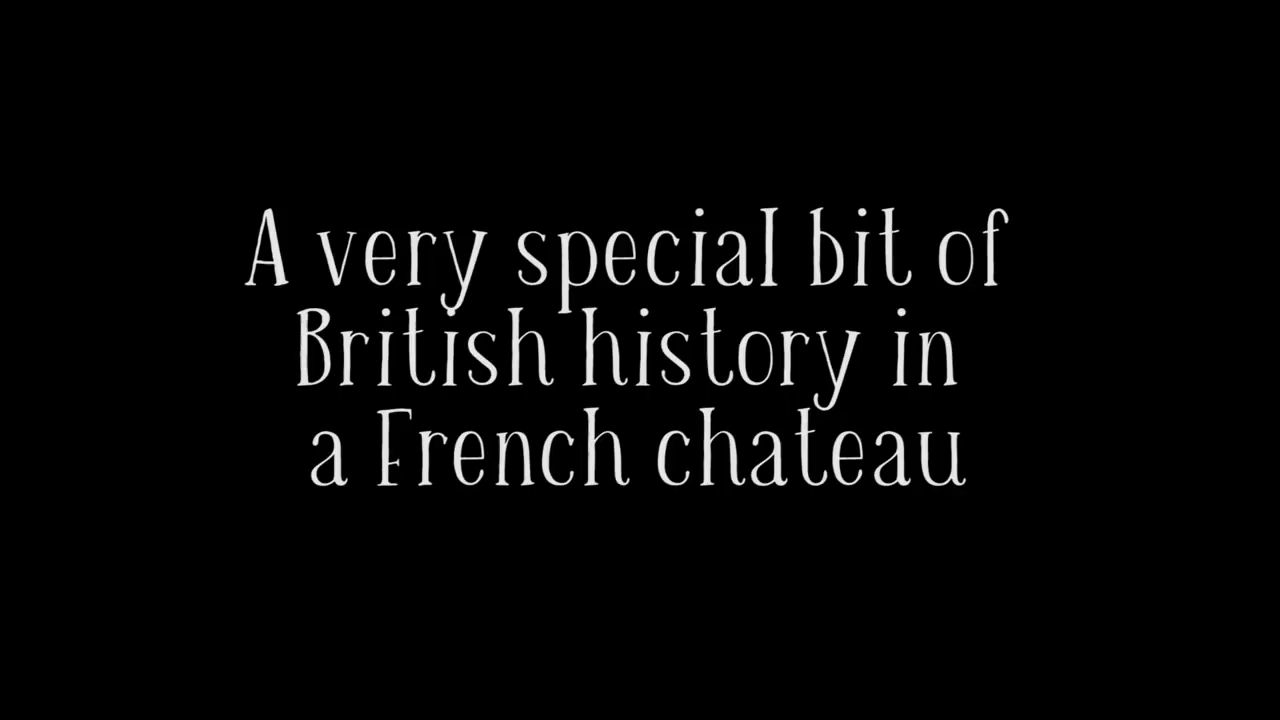 A very special bit of
British history in
a French chateau